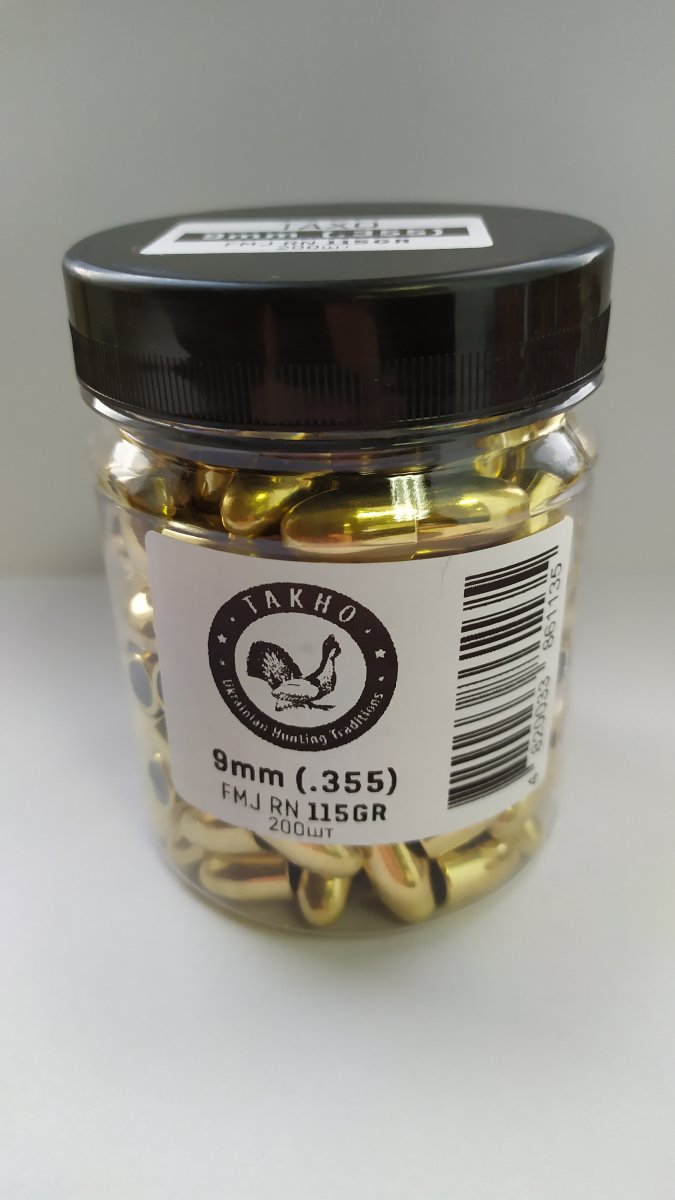 TAXO
9mm (.355)
FMJ RN 115GR
200шт
TAKHO
Ukrainian Hunting Traditions
9mm (.355)
FMJ RN 115GR
200шт
4 820033 861135